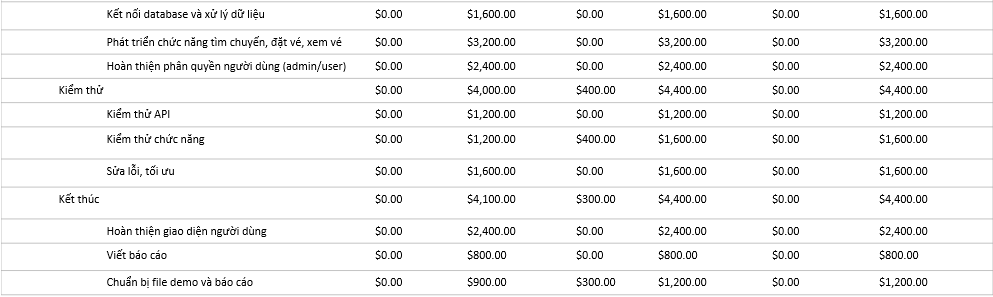 Kết nối database và xử lý dữ liệu $0.00 $1,600.00 $0.00 $1,600.00 $0.00 $1,600.00
Phát triển chức năng tìm chuyến, đặt vé, xem vé $0.00 $3,200.00 $0.00 $3,200.00 $0.00 $3,200.00
Hoàn thiện phân quyền người dùng (admin/user) $0.00 $2,400.00 $0.00 $2,400.00 $0.00 $2,400.00
Kiểm thử $0.00 $4,000.00 $400.00 $4,400.00 $0.00 $4,400.00
Kiểm thử API $0.00 $1,200.00 $0.00 $1,200.00 $0.00 $1,200.00
Kiểm thử chức năng $0.00 $1,200.00 $400.00 $1,600.00 $0.00 $1,600.00
Sửa lỗi, tối ưu $0.00 $1,600.00 $0.00 $1,600.00 $0.00 $1,600.00
Kết thúc $0.00 $4,100.00 $300.00 $4,400.00 $0.00 $4,400.00
Hoàn thiện giao diện người dùng $0.00 $2,400.00 $0.00 $2,400.00 $0.00 $2,400.00
Viết báo cáo $0.00 $800.00 $0.00 $800.00 $0.00 $800.00
Chuẩn bị file demo và báo cáo $0.00 $900.00 $300.00 $1,200.00 $0.00 $1,200.00